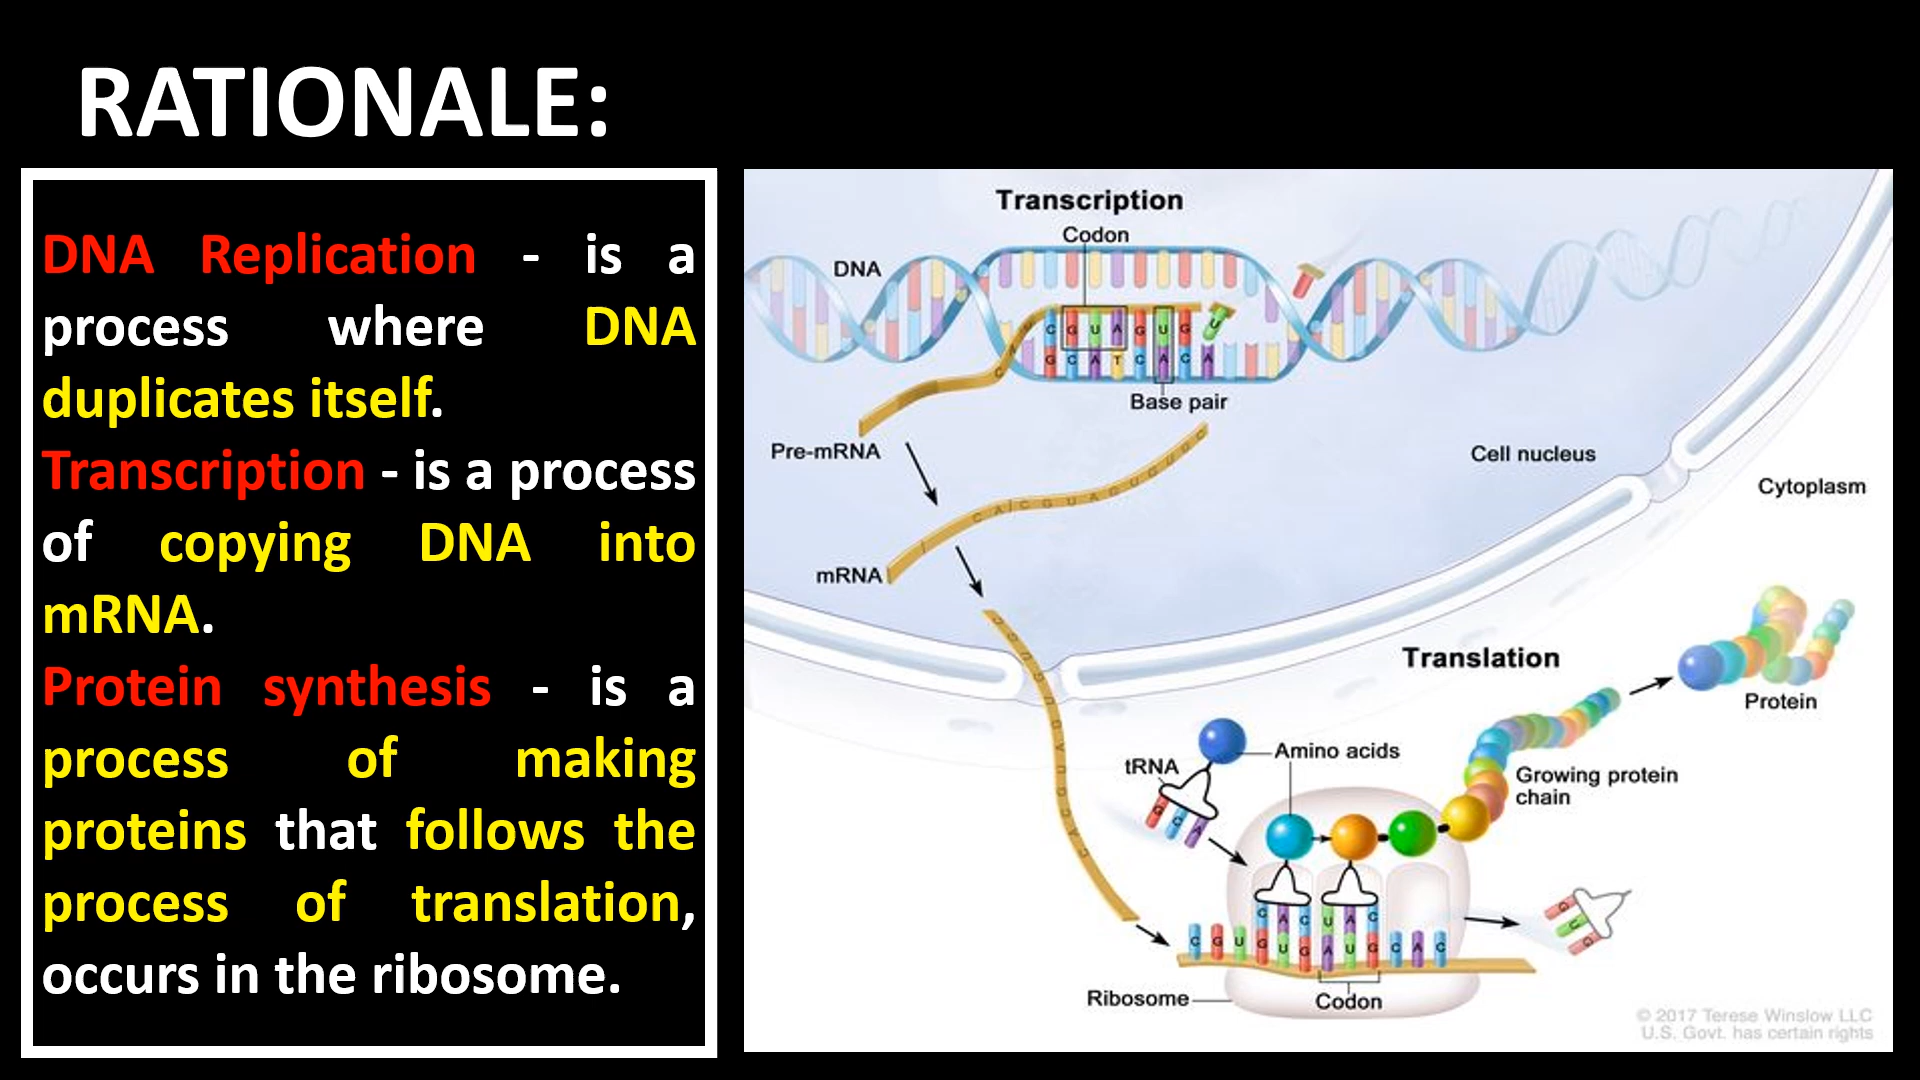 RATIONALE:
DNA Replication - is a
process where DNA
duplicates itself.
Transcription - is a process
of copying DNA into
mRNA.
Protein synthesis - is a
process of making
proteins that follows the
process of translation,
occurs in the ribosome.
Transcription
Codon
DNA
C G U A G U G U
G C A T C A C A
Base pair
Pre-mRNA
Cell nucleus
Cytoplasm
C A C G U A G U G U G C
mRNA
Translation
Protein
Amino acids
tRNA
Growing protein
chain
G C A
C A C U A C
C G U G U G A U G C A C
G C G
Ribosome
Codon
© 2017 Terese Winslow LLC
U.S. Govt. has certain rights